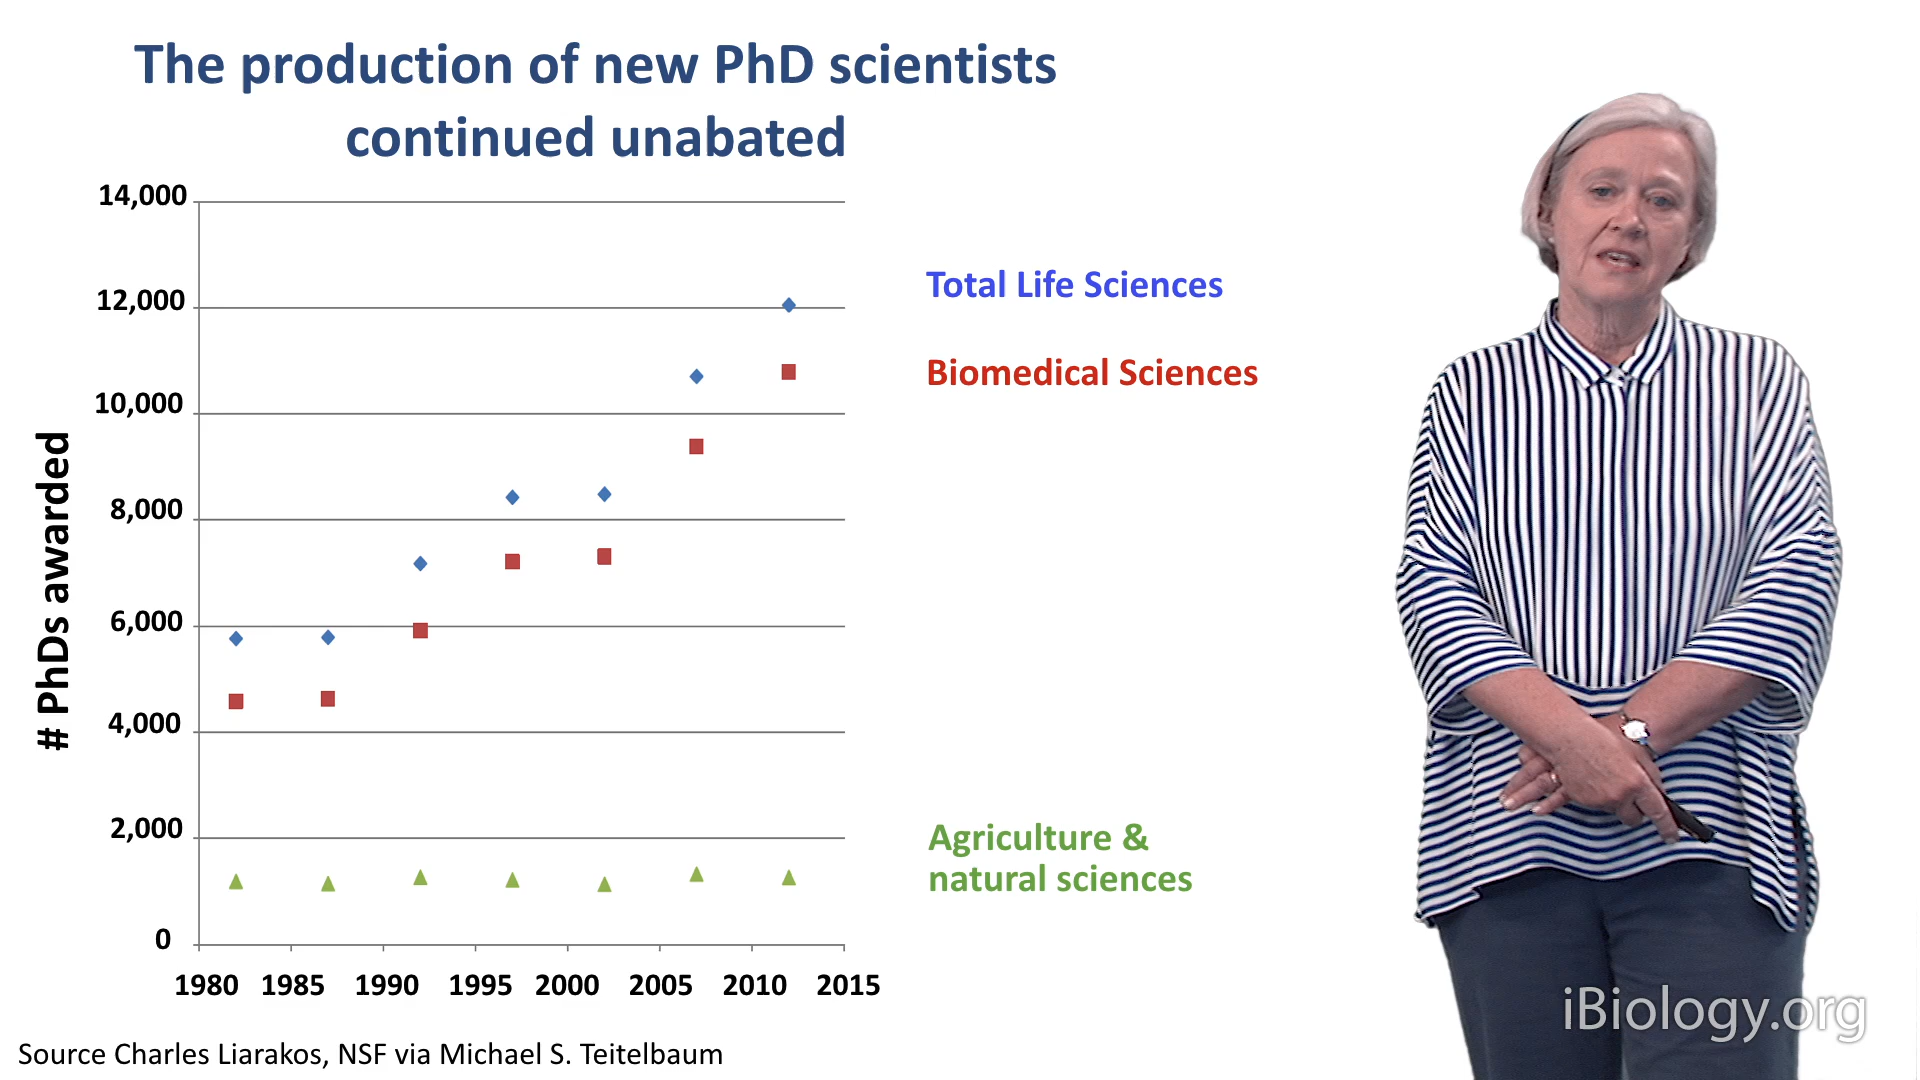 The production of new PhD scientists
continued unabated
14,000
12,000
10,000
8,000
6,000
4,000
2,000
0
# PhDs awarded
1980 1985 1990 1995 2000 2005 2010 2015
Total Life Sciences
Biomedical Sciences
Agriculture &
natural sciences
Source Charles Liarakos, NSF via Michael S. Teitelbaum
iBiology.org